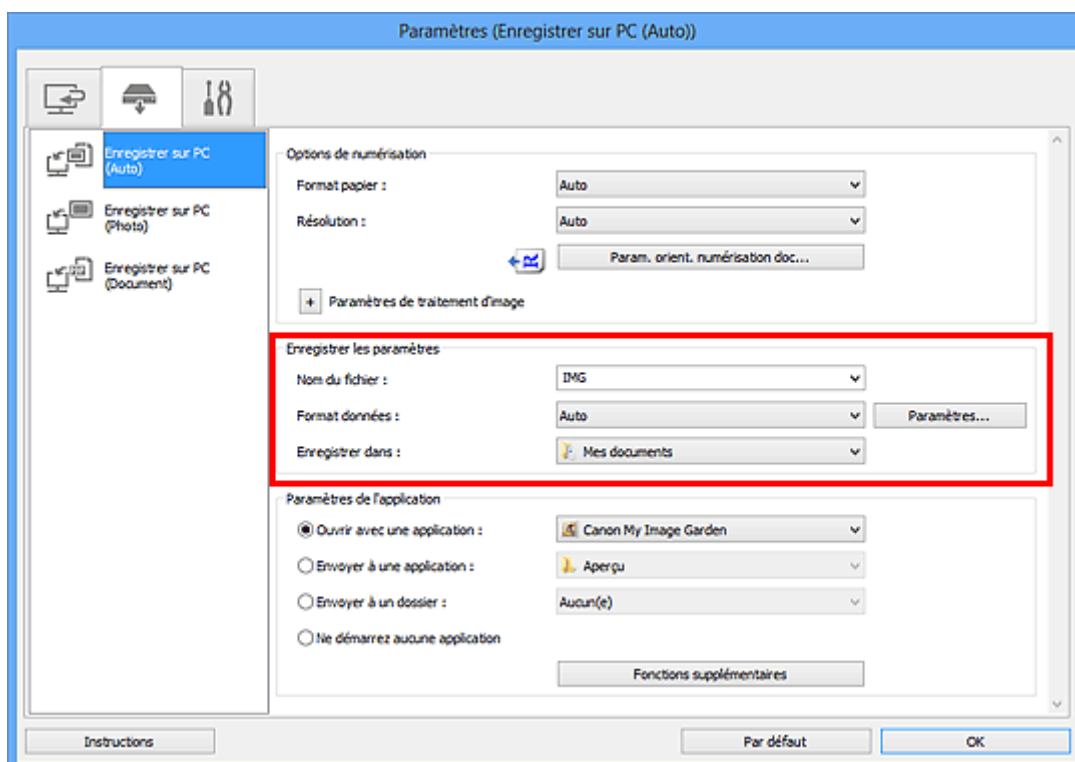 Paramètres (Enregistrer sur PC (Auto))
Enregistrer sur PC
(Auto)
Enregistrer sur PC
(Photo)
Enregistrer sur PC
(Document)
Options de numérisation
Format papier : Auto
Résolution : Auto
Param. orient. numérisation doc...
+ Paramètres de traitement d'image
Enregistrer les paramètres
Nom du fichier : IMG
Format données : Auto Paramètres...
Enregistrer dans : Mes documents
Paramètres de l'application
Ouvrir avec une application : Canon My Image Garden
Envoyer à une application : Aperçu
Envoyer à un dossier : Aucun(e)
Ne démarrez aucune application
Fonctions supplémentaires
Instructions Par défaut OK